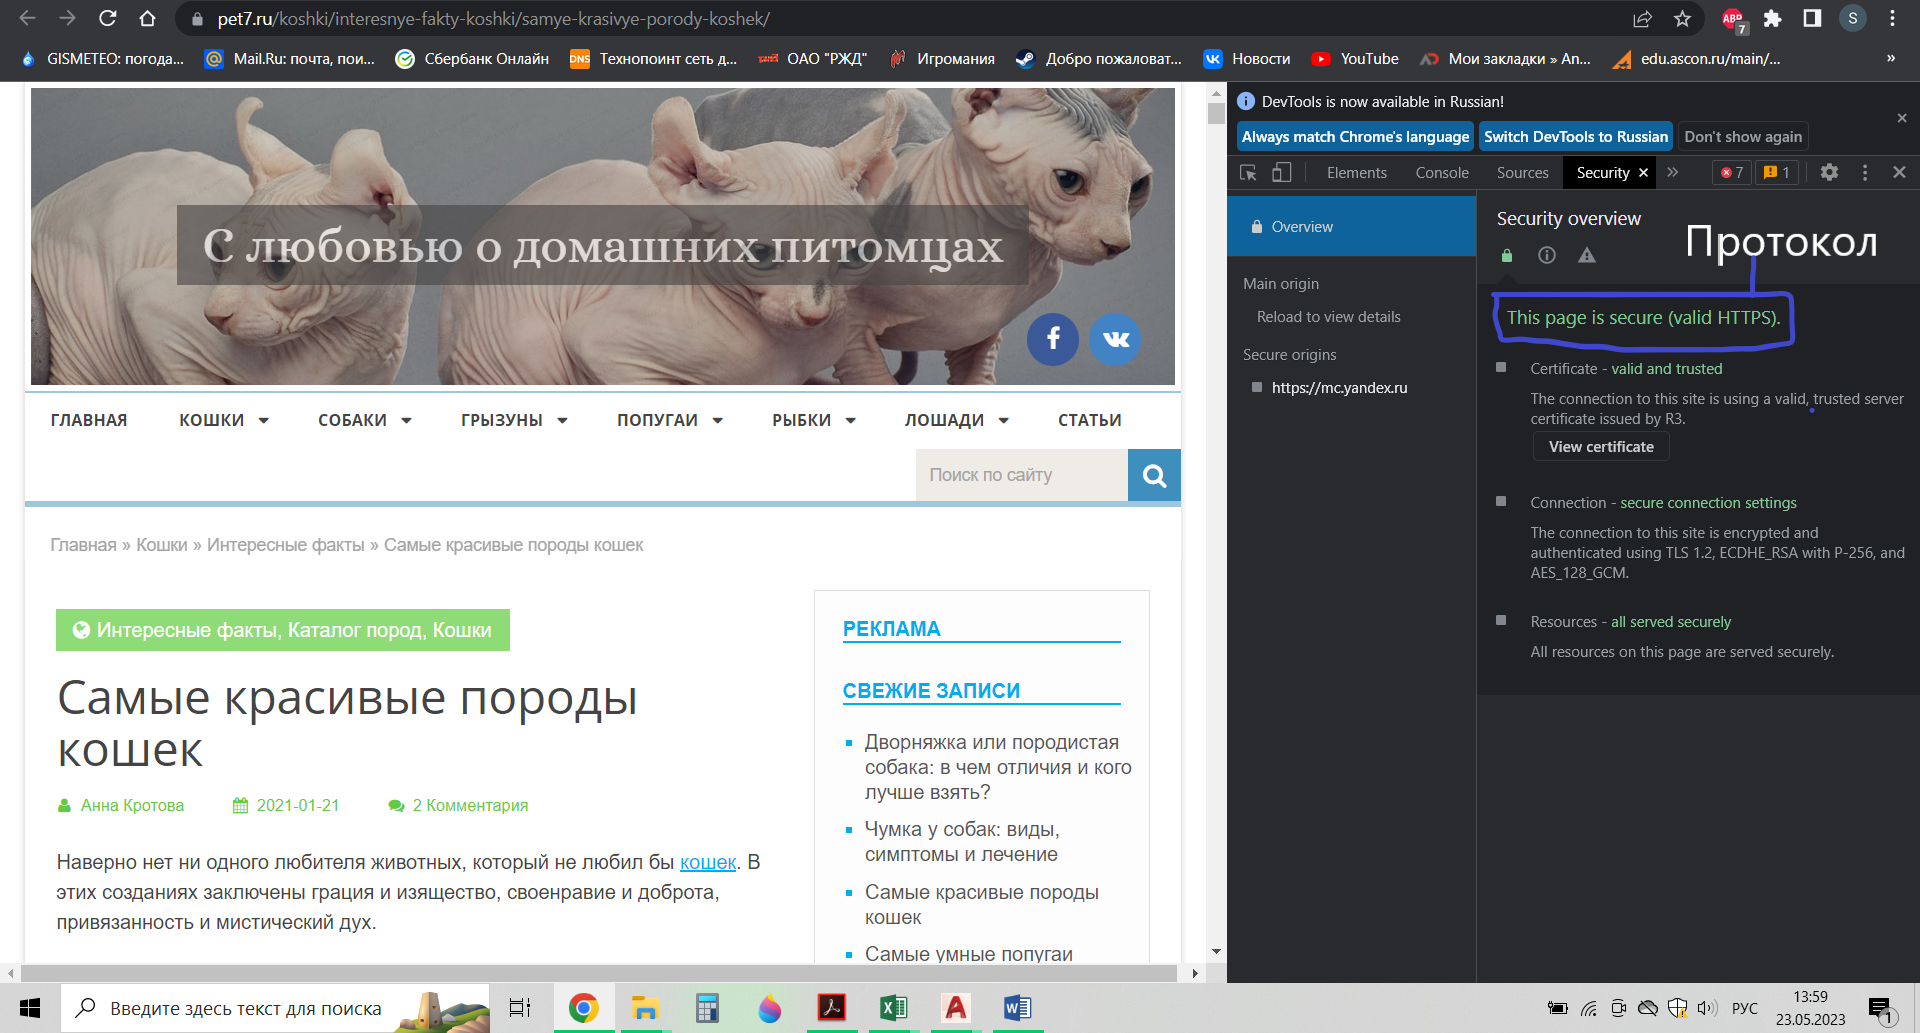 pet7.ru/koshki/interesnye-fakty-koshki/samye-krasivye-porody-koshek/
ABP
7
S
GISMETEO: погода...
Mail.Ru: почта, пои...
Сбербанк Онлайн
DNS
Технопоинт сеть д...
ОАО "РЖД"
Игромания
Добро пожаловат...
Новости
YouTube
Мои закладки » An...
edu.ascon.ru/main/...
»
С любовью о домашних питомцах
ГЛАВНАЯ
КОШКИ
СОБАКИ
ГРЫЗУНЫ
ПОПУГАИ
РЫБКИ
ЛОШАДИ
СТАТЬИ
Поиск по сайту
Главная » Кошки » Интересные факты » Самые красивые породы кошек
Интересные факты, Каталог пород, Кошки
Самые красивые породы
кошек
Анна Кротова
2021-01-21
2 Комментария
Наверно нет ни одного любителя животных, который не любил бы кошек. В
этих созданиях заключены грация и изящество, своенравие и доброта,
привязанность и мистический дух.
РЕКЛАМА
СВЕЖИЕ ЗАПИСИ
Дворняжка или породистая
собака: в чем отличия и кого
лучше взять?
Чумка у собак: виды,
симптомы и лечение
Самые красивые породы
кошек
Самые умные попугаи
DevTools is now available in Russian!
Always match Chrome's language
Switch DevTools to Russian
Don't show again
Elements
Console
Sources
Security
»
7
1
Overview
Main origin
Reload to view details
Secure origins
https://mc.yandex.ru
Security overview
Протокол
This page is secure (valid HTTPS).
Certificate - valid and trusted
The connection to this site is using a valid, trusted server
certificate issued by R3.
View certificate
Connection - secure connection settings
The connection to this site is encrypted and
authenticated using TLS 1.2, ECDHE_RSA with P-256, and
AES_128_GCM.
Resources - all served securely
All resources on this page are served securely.
Введите здесь текст для поиска
РУС
13:59
23.05.2023
1